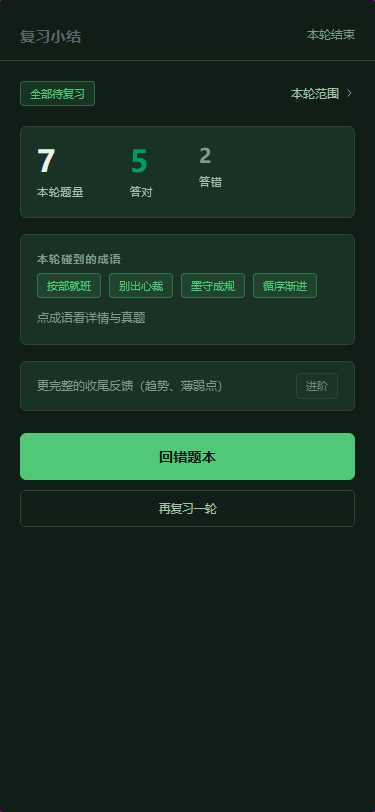 复习小结
本轮结束
全部待复习
本轮范围 >
7
5
2
本轮题量
答对
答错
本轮碰到的成语
按部就班
别出心裁
墨守成规
循序渐进
点成语看详情与真题
更完整的收尾反馈（趋势、薄弱点）
进阶
回错题本
再复习一轮